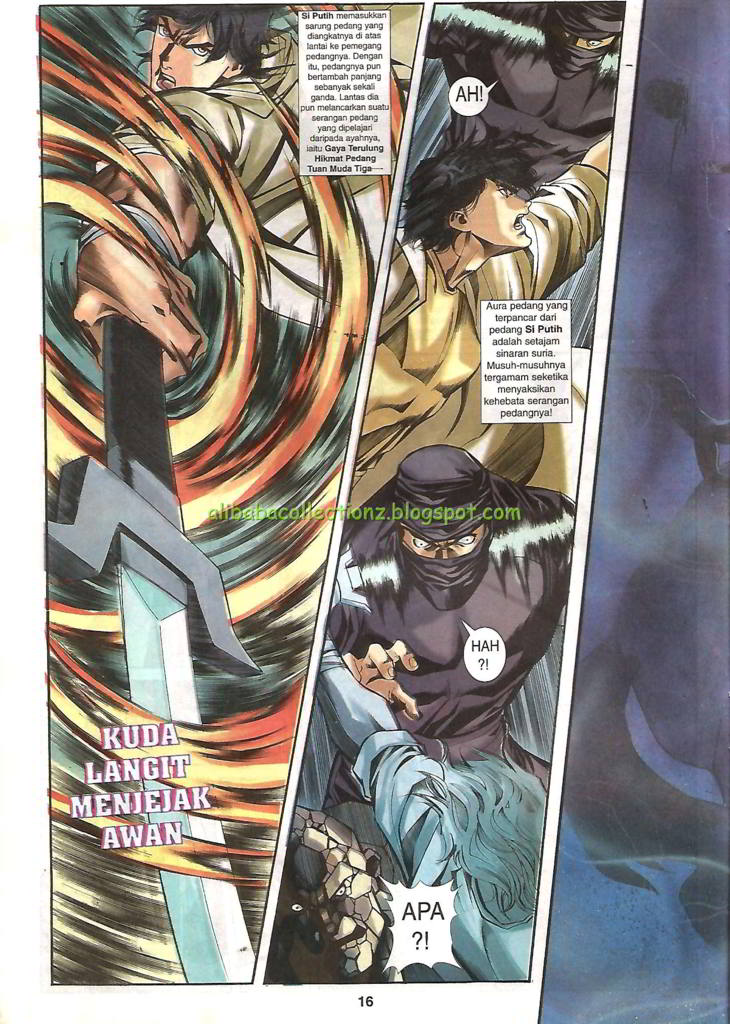 Si Putih memasukkan
sarung pedang yang
diangkatnya di atas
lantai ke pemegang
pedangnya. Dengan
itu, pedangnya pun
bertambah panjang
sebanyak sekali
ganda. Lantas dia
pun melancarkan suatu
serangan pedang
yang dipelajari
daripada ayahnya,
iaitu Gaya Terulung
Hikmat Pedang
Tuan Muda Tiga—
KUDA
LANGIT
MENJEJAK
AWAN
AH!
Aura pedang yang
terpancar dari
pedang Si Putih
adalah setajam
sinaran suria.
Musuh-musuhnya
tergamam seketika
menyaksikan
kehebata serangan
pedangnya!
alibabacollectionz.blogspot.com
HAH
?!
APA
?!
16